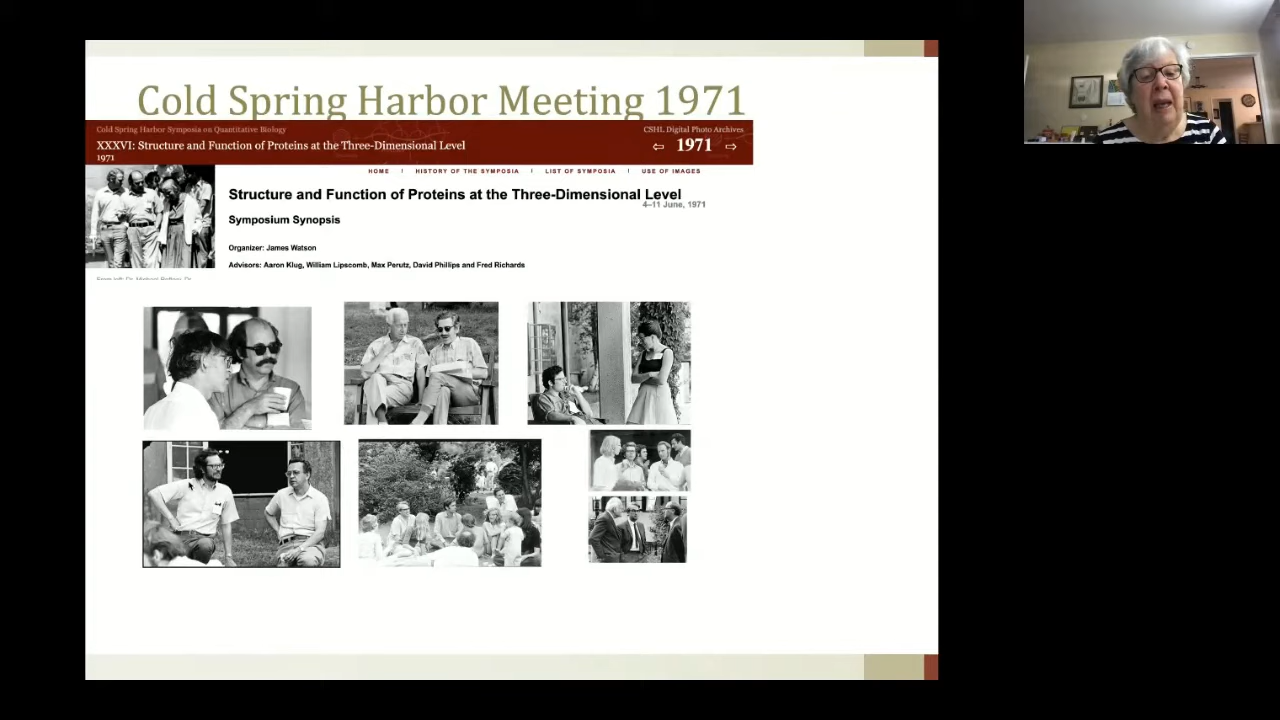 Cold Spring Harbor Meeting 1971
Cold Spring Harbor Symposia on Quantitative Biology
CSHL Digital Photo Archives
XXXVI: Structure and Function of Proteins at the Three-Dimensional Level
⇦ 1971 ⇨
1971
HOME | HISTORY OF THE SYMPOSIA | LIST OF SYMPOSIA | USE OF IMAGES
Structure and Function of Proteins at the Three-Dimensional Level
4–11 June, 1971
Symposium Synopsis
Organizer: James Watson
Advisors: Aaron Klug, William Lipscomb, Max Perutz, David Phillips and Fred Richards